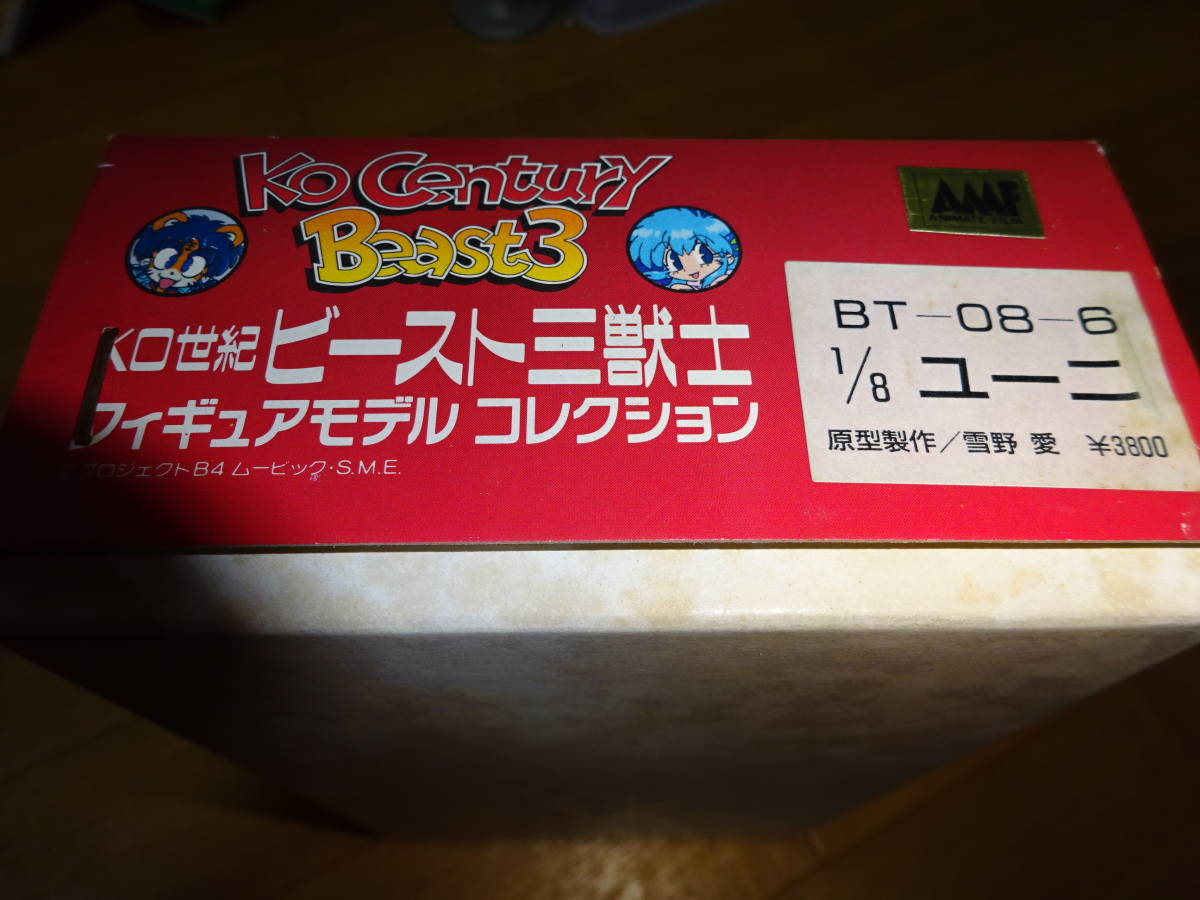 Ko Century
Beast3
KO世紀 ビースト三獣士
フィギュアモデル コレクション
プロジェクトB4 ムービック・S.M.E.
AMF
ANIMATE FILM
BT-08-6
1/8 ユーニ
原型製作/雪野 愛 ¥3800